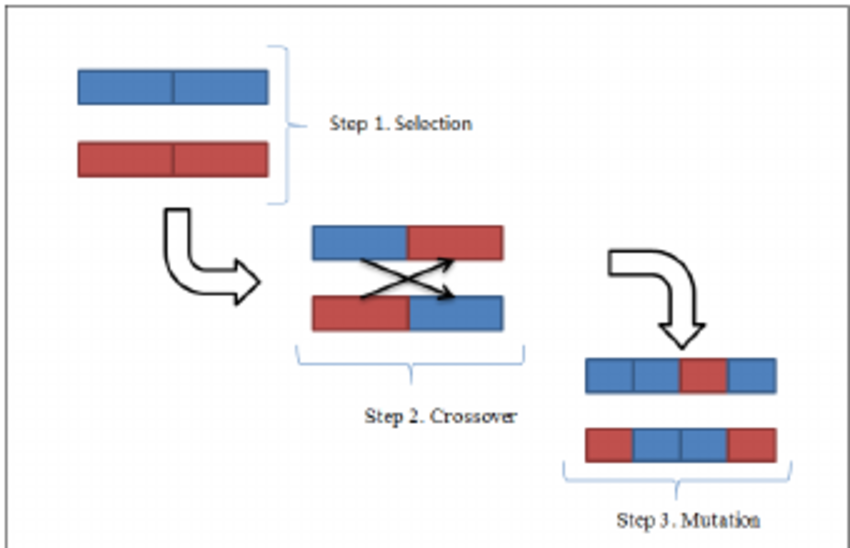 Step 1. Selection
Step 2. Crossover
Step 3. Mutation